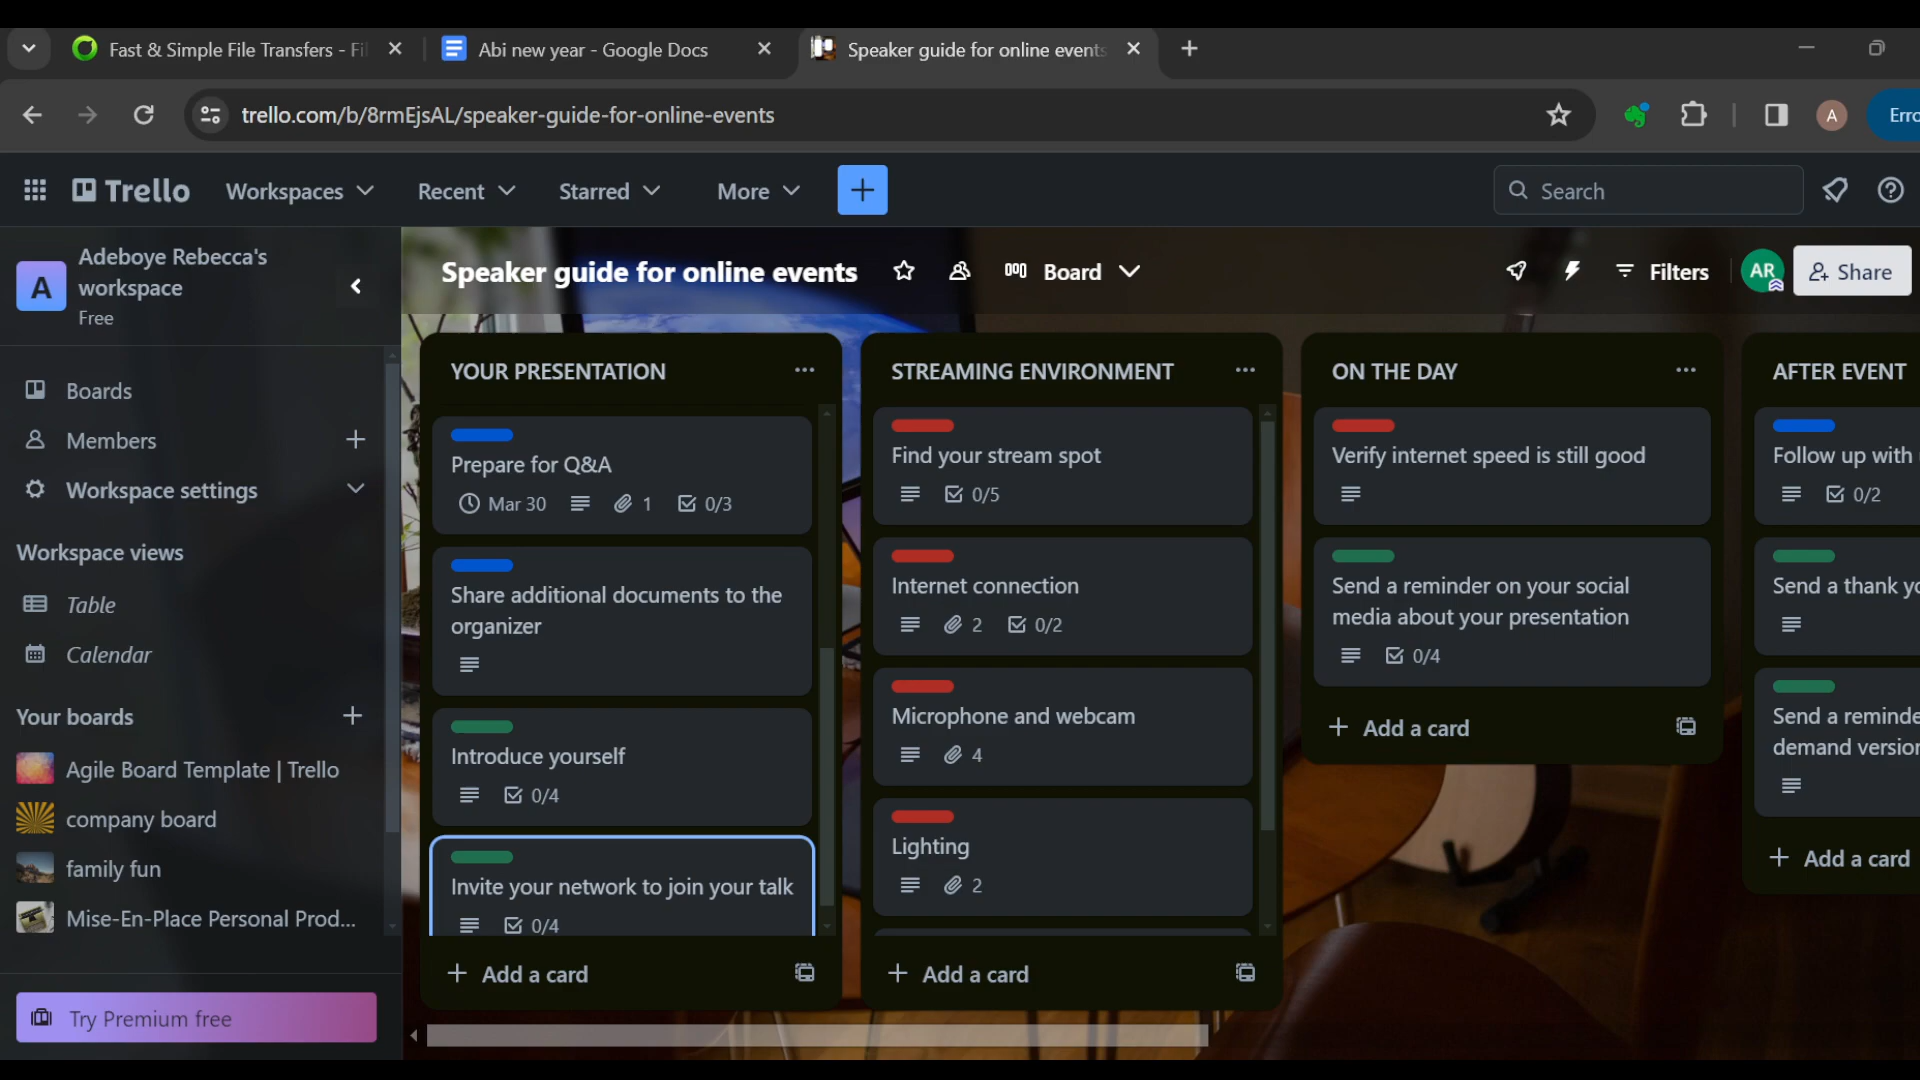 Fast & Simple File Transfers - Fil
Abi new year - Google Docs
Speaker guide for online events
trello.com/b/8rmEjsAL/speaker-guide-for-online-events
A
Erro
Trello
Workspaces
Recent
Starred
More
Search
A
Adeboye Rebecca's
workspace
Free
Speaker guide for online events
Board
Filters
AR
Share
Boards
Members
Workspace settings
Workspace views
Table
Calendar
Your boards
Agile Board Template | Trello
company board
family fun
Mise-En-Place Personal Prod...
Try Premium free
YOUR PRESENTATION
Prepare for Q&A
Mar 30 1 0/3
Share additional documents to the
organizer
Introduce yourself
0/4
Invite your network to join your talk
0/4
Add a card
STREAMING ENVIRONMENT
Find your stream spot
0/5
Internet connection
2 0/2
Microphone and webcam
4
Lighting
2
Add a card
ON THE DAY
Verify internet speed is still good
Send a reminder on your social
media about your presentation
0/4
Add a card
AFTER EVENT
Follow up with
0/2
Send a thank yo
Send a reminde
demand version
Add a card